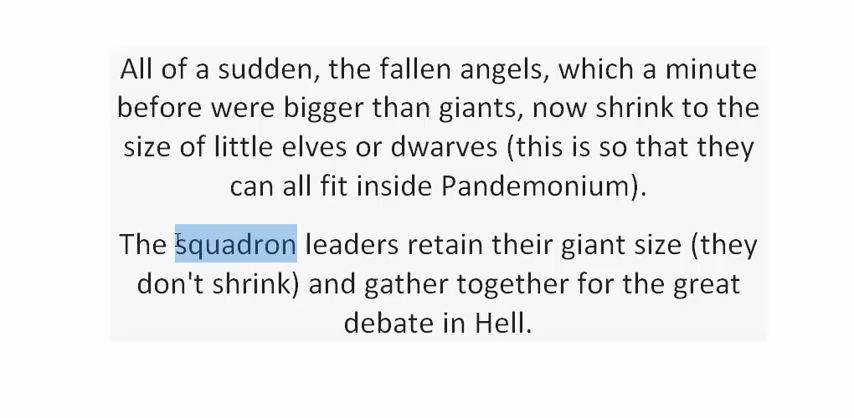 All of a sudden, the fallen angels, which a minute
before were bigger than giants, now shrink to the
size of little elves or dwarves (this is so that they
can all fit inside Pandemonium).
The squadron leaders retain their giant size (they
don't shrink) and gather together for the great
debate in Hell.